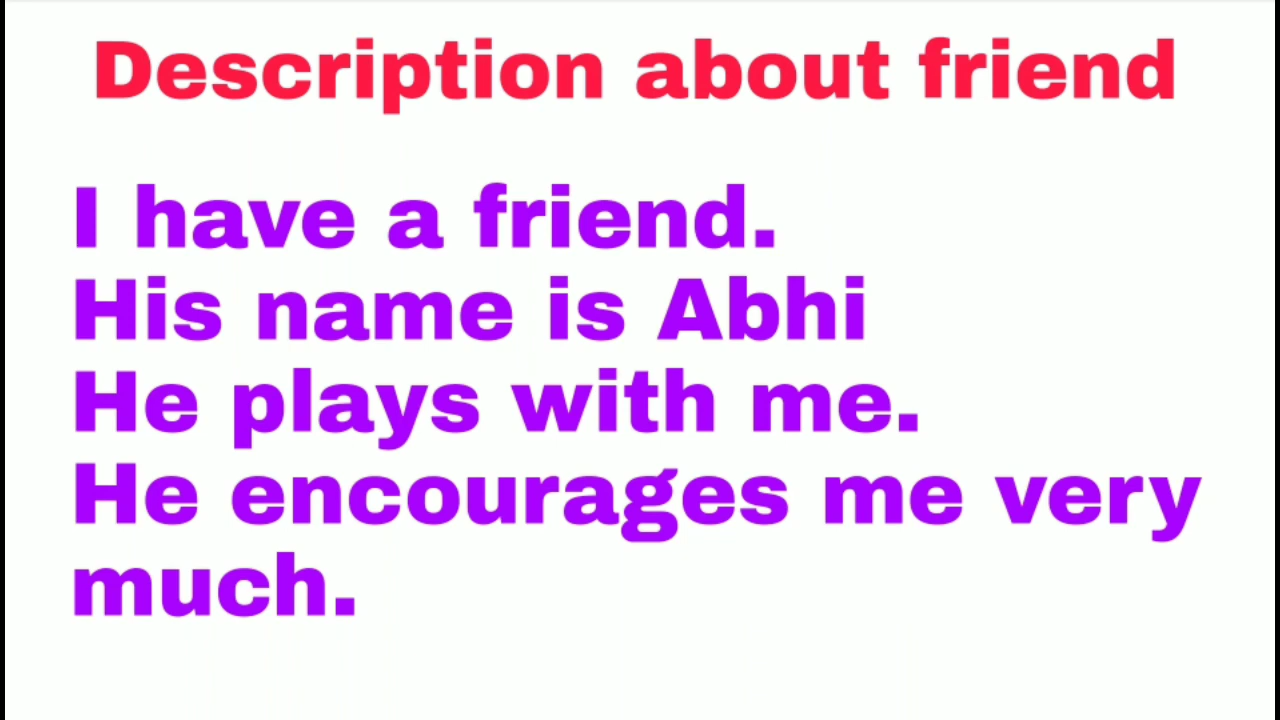 Description about friend
I have a friend.
His name is Abhi
He plays with me.
He encourages me very
much.